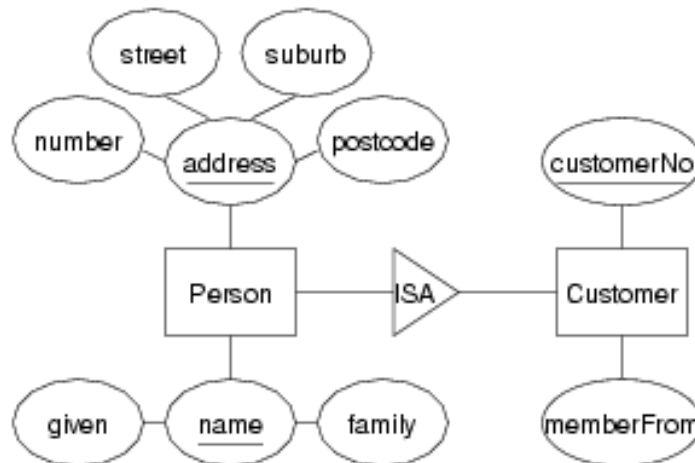 street
suburb
number
address
postcode
customerNo
Person
ISA
Customer
given
name
family
memberFrom